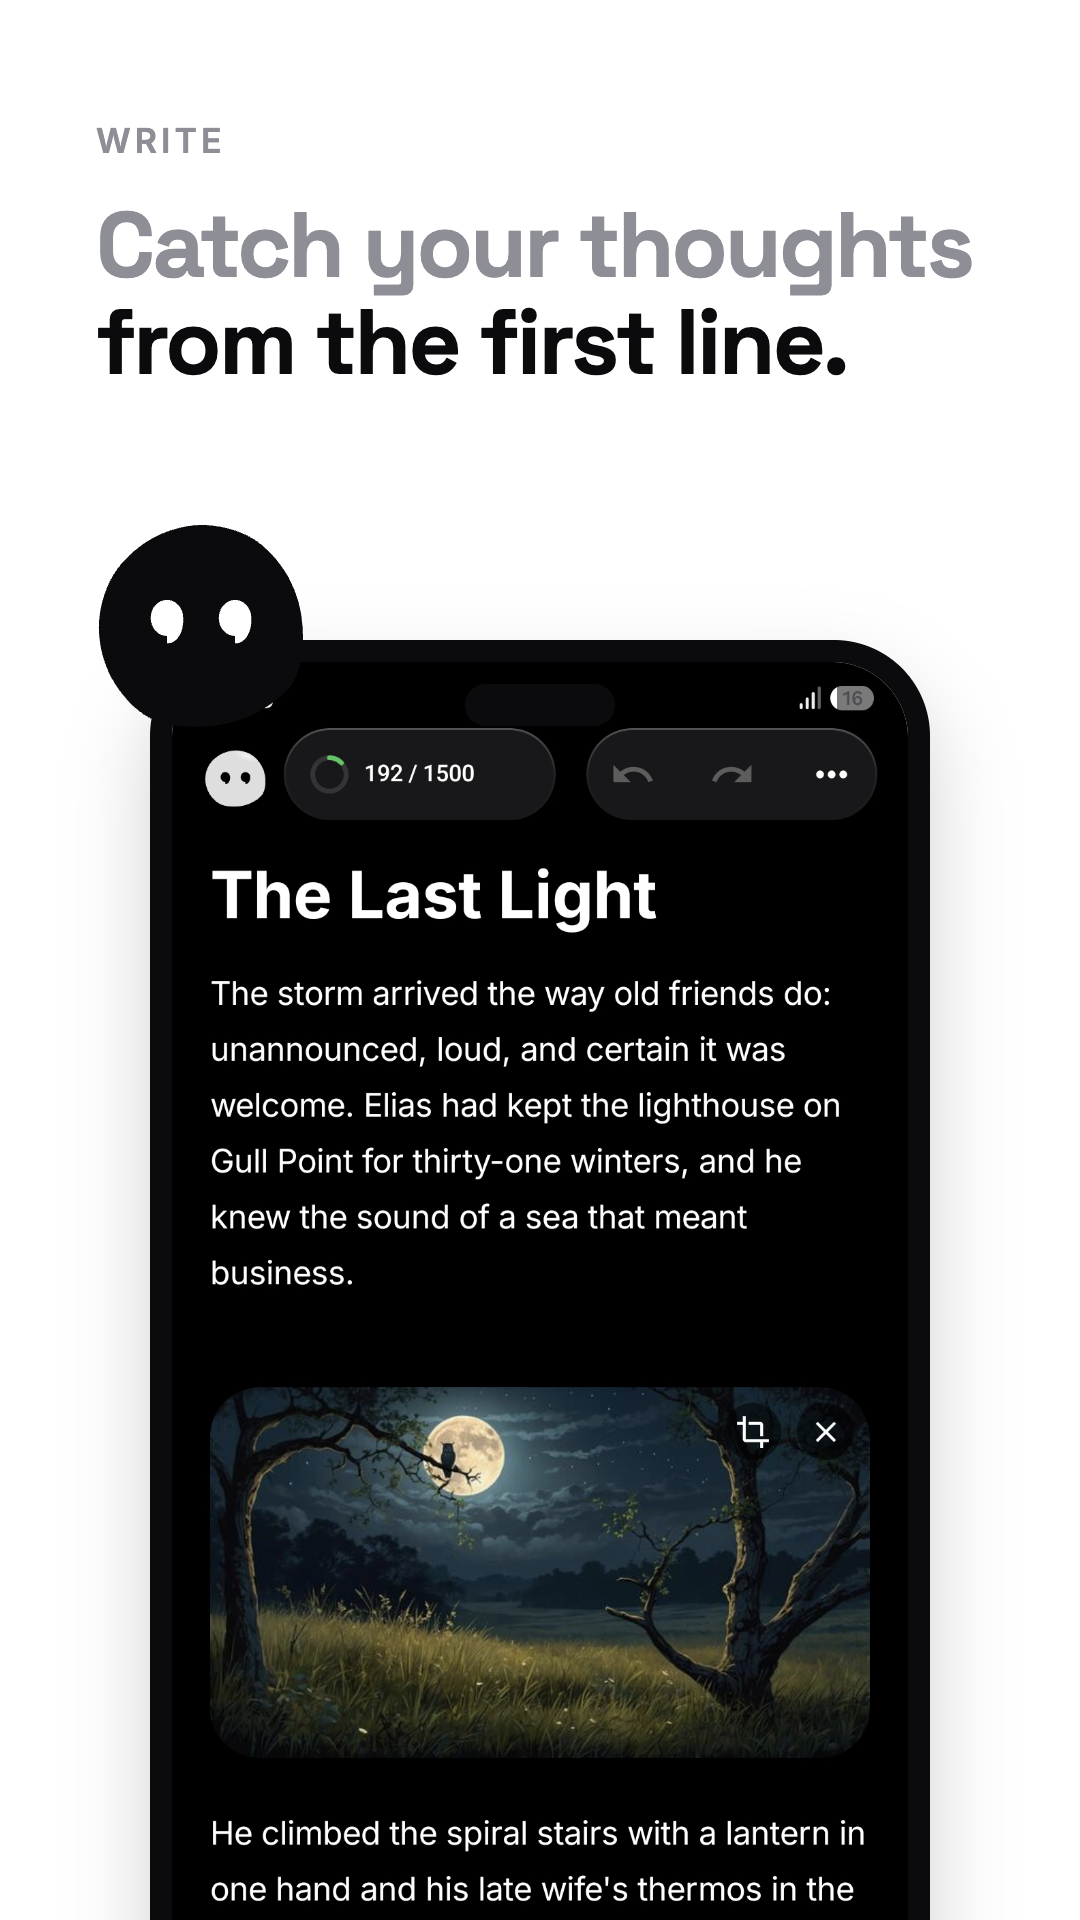 WRITE
Catch your thoughts
from the first line.
16
192 / 1500
The Last Light
The storm arrived the way old friends do:
unannounced, loud, and certain it was
welcome. Elias had kept the lighthouse on
Gull Point for thirty-one winters, and he
knew the sound of a sea that meant
business.
He climbed the spiral stairs with a lantern in
one hand and his late wife's thermos in the